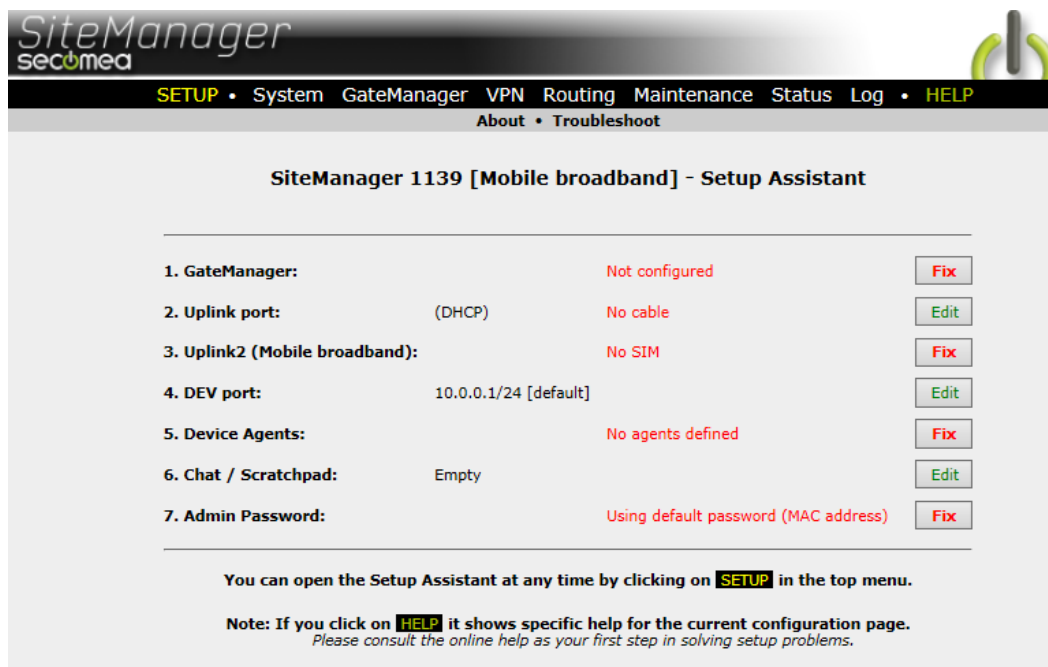 SiteManager
secomea
SETUP • System GateManager VPN Routing Maintenance Status Log • HELP
About • Troubleshoot
SiteManager 1139 [Mobile broadband] - Setup Assistant
1. GateManager: Not configured Fix
2. Uplink port: (DHCP) No cable Edit
3. Uplink2 (Mobile broadband): No SIM Fix
4. DEV port: 10.0.0.1/24 [default] Edit
5. Device Agents: No agents defined Fix
6. Chat / Scratchpad: Empty Edit
7. Admin Password: Using default password (MAC address) Fix
You can open the Setup Assistant at any time by clicking on SETUP in the top menu.
Note: If you click on HELP it shows specific help for the current configuration page.
Please consult the online help as your first step in solving setup problems.